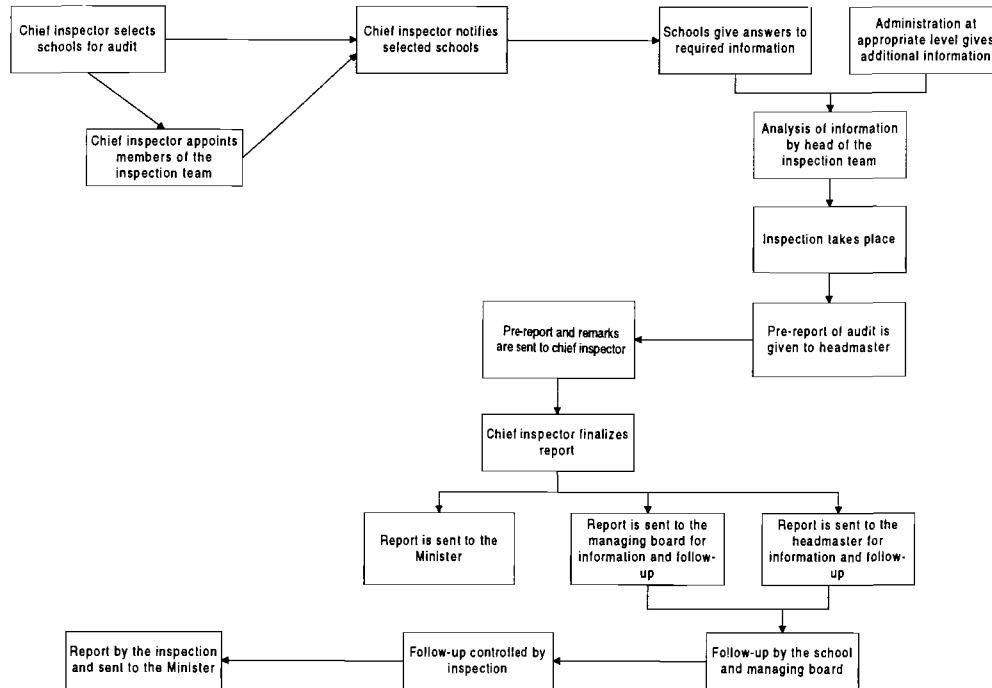 Chief inspector selects
schools for audit
Chief inspector notifies
selected schools
Schools give answers to
required information
Administration at
appropriate level gives
additional information
Chief inspector appoints
members of the
inspection team
Analysis of information
by head of the
inspection team
Inspection takes place
Pre-report and remarks
are sent to chief inspector
Pre-report of audit is
given to headmaster
Chief inspector finalizes
report
Report is sent to the
Minister
Report is sent to the
managing board for
information and follow-
up
Report is sent to the
headmaster for
information and follow-
up
Report by the inspection
and sent to the Minister
Follow-up controlled by
inspection
Follow-up by the school
and managing board